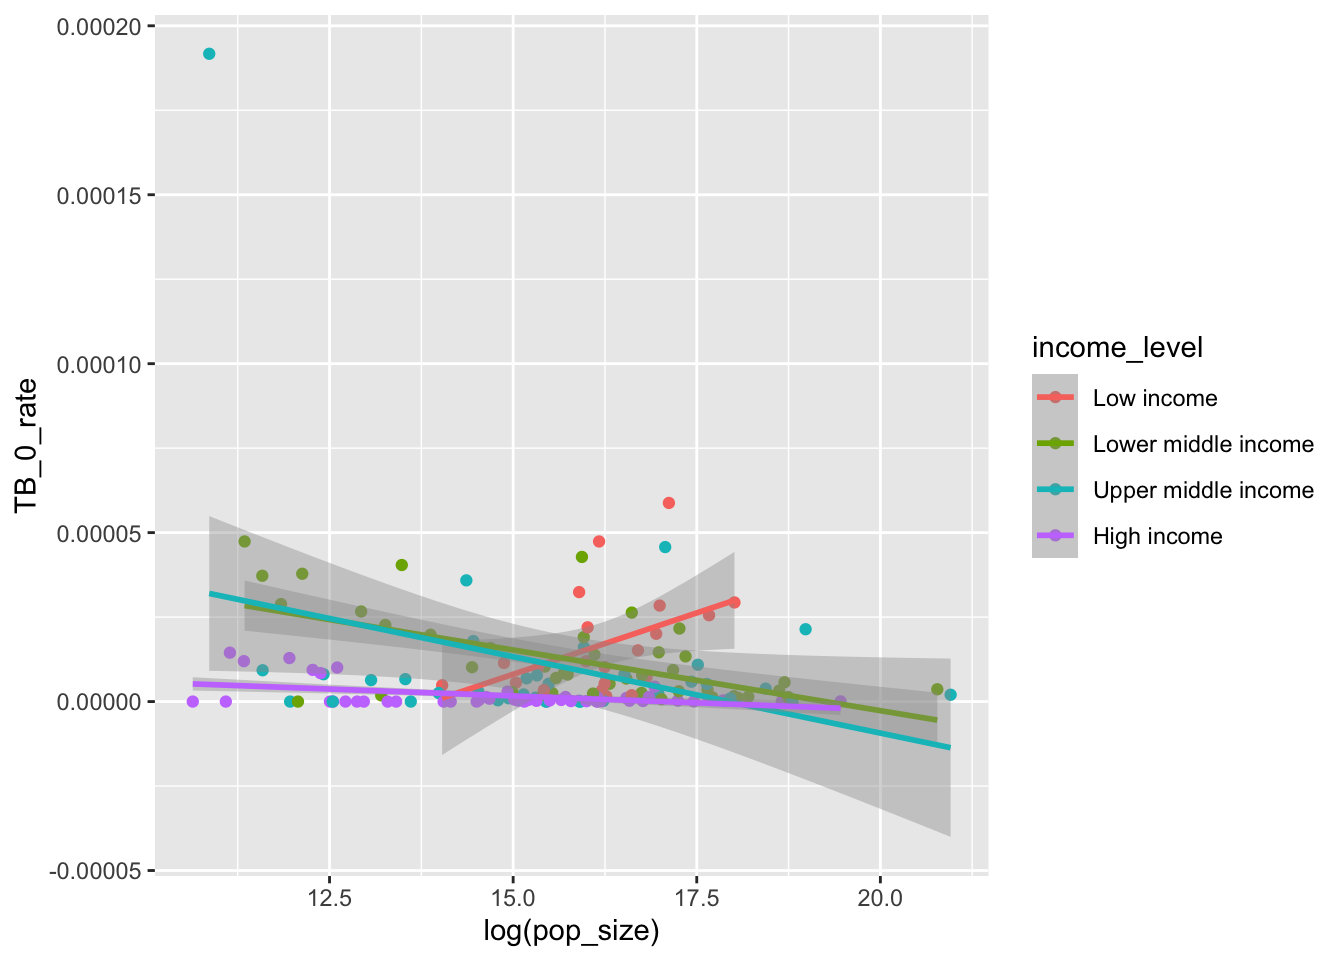 0.00020
0.00015
0.00010
0.00005
0.00000
-0.00005
TB_0_rate
12.5 15.0 17.5 20.0
log(pop_size)
income_level
Low income
Lower middle income
Upper middle income
High income